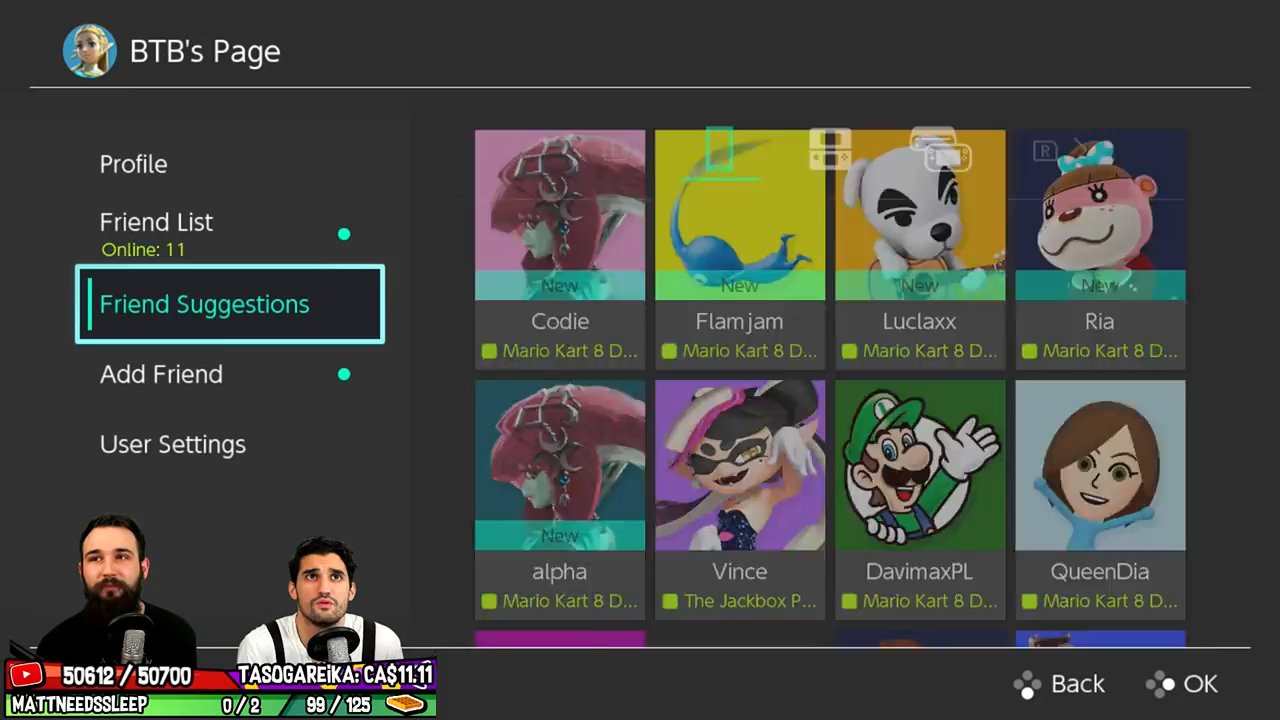 BTB's Page
Profile
Friend List
Online: 11
Friend Suggestions
Add Friend
User Settings
R
New
New
New
New
Codie
Flamjam
Luclaxx
Ria
Mario Kart 8 D...
Mario Kart 8 D...
Mario Kart 8 D...
Mario Kart 8 D...
New
alpha
Vince
DavimaxPL
QueenDia
Mario Kart 8 D...
The Jackbox P...
Mario Kart 8 D...
Mario Kart 8 D...
50612 / 50700
TASOGAREIKA: CA$11.11
MATTNEEDSSLEEP
0 / 2
99 / 125
Back
OK